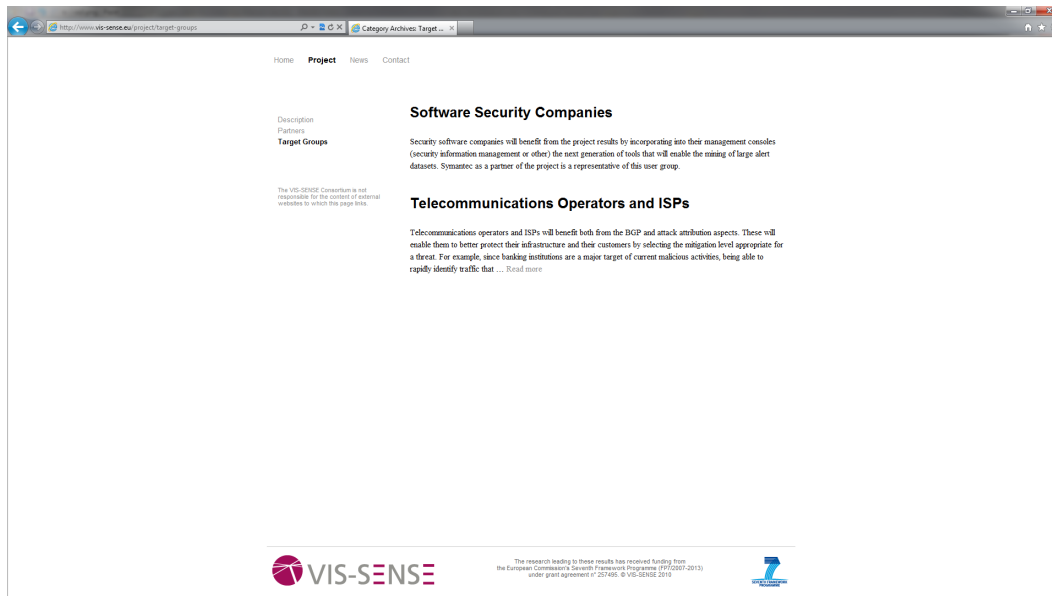 http://www.vis-sense.eu/project/target-groups
Category Archives: Target ...
Home Project News Contact
Description
Partners
Target Groups
The VIS-SENSE Consortium is not
responsible for the content of external
websites to which this page links.
Software Security Companies
Security software companies will benefit from the project results by incorporating into their management consoles
(security information management or other) the next generation of tools that will enable the mining of large alert
datasets. Symantec as a partner of the project is a representative of this user group.
Telecommunications Operators and ISPs
Telecommunications operators and ISPs will benefit both from the BGP and attack attribution aspects. These will
enable them to better protect their infrastructure and their customers by selecting the mitigation level appropriate for
a threat. For example, since banking institutions are a major target of current malicious activities, being able to
rapidly identify traffic that … Read more
VIS-SENSE
The research leading to these results has received funding from
the European Commission's Seventh Framework Programme (FP7/2007-2013)
under grant agreement n° 257495. © VIS-SENSE 2010
SEVENTH FRAMEWORK
PROGRAMME